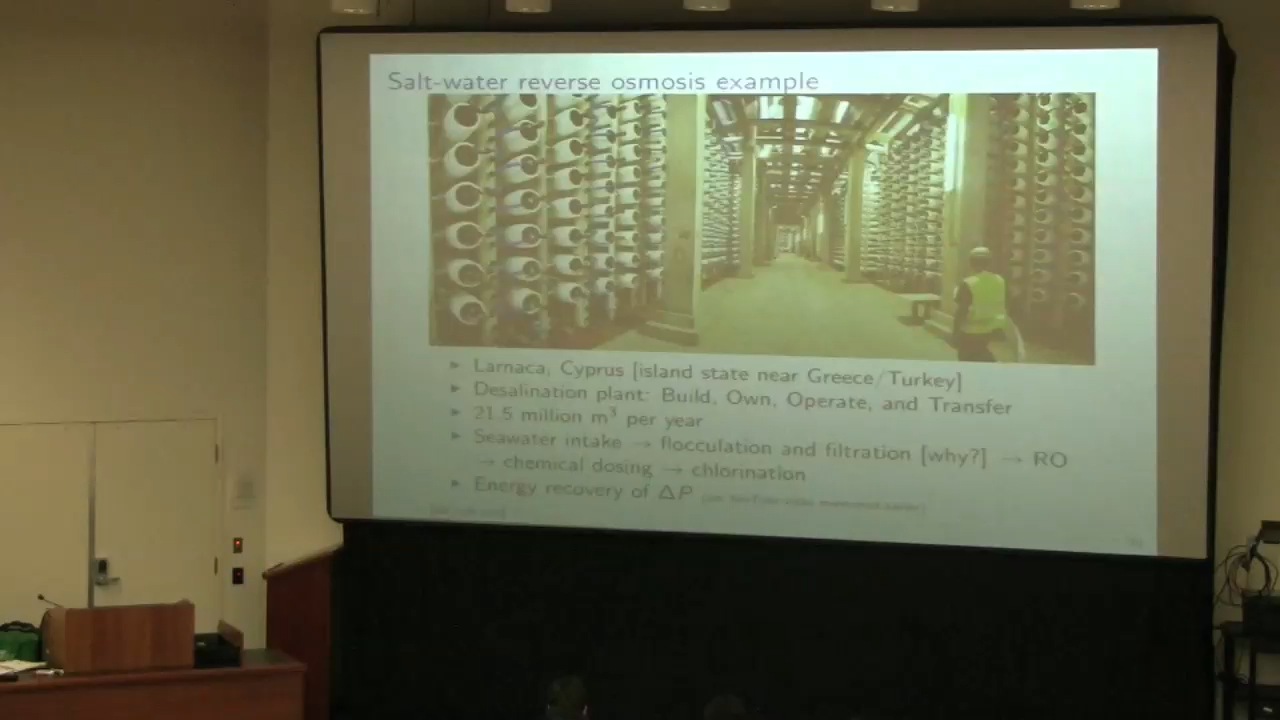 Salt-water reverse osmosis example
► Larnaca, Cyprus [island state near Greece/Turkey]
► Desalination plant: Build, Own, Operate, and Transfer
► 21.5 million m³ per year
► Seawater intake → flocculation and filtration [why?] → RO
→ chemical dosing → chlorination
► Energy recovery of ΔP